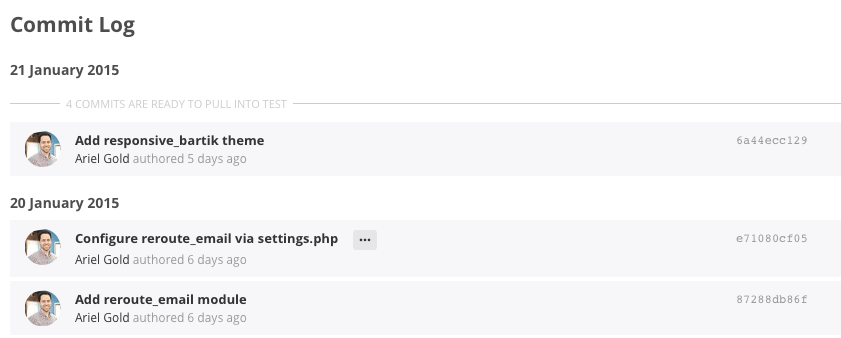 Commit Log
21 January 2015
4 COMMITS ARE READY TO PULL INTO TEST
Add responsive_bartik theme
6a44ecc129
Ariel Gold authored 5 days ago
20 January 2015
Configure reroute_email via settings.php ...
e71080cf05
Ariel Gold authored 6 days ago
Add reroute_email module
87288db86f
Ariel Gold authored 6 days ago